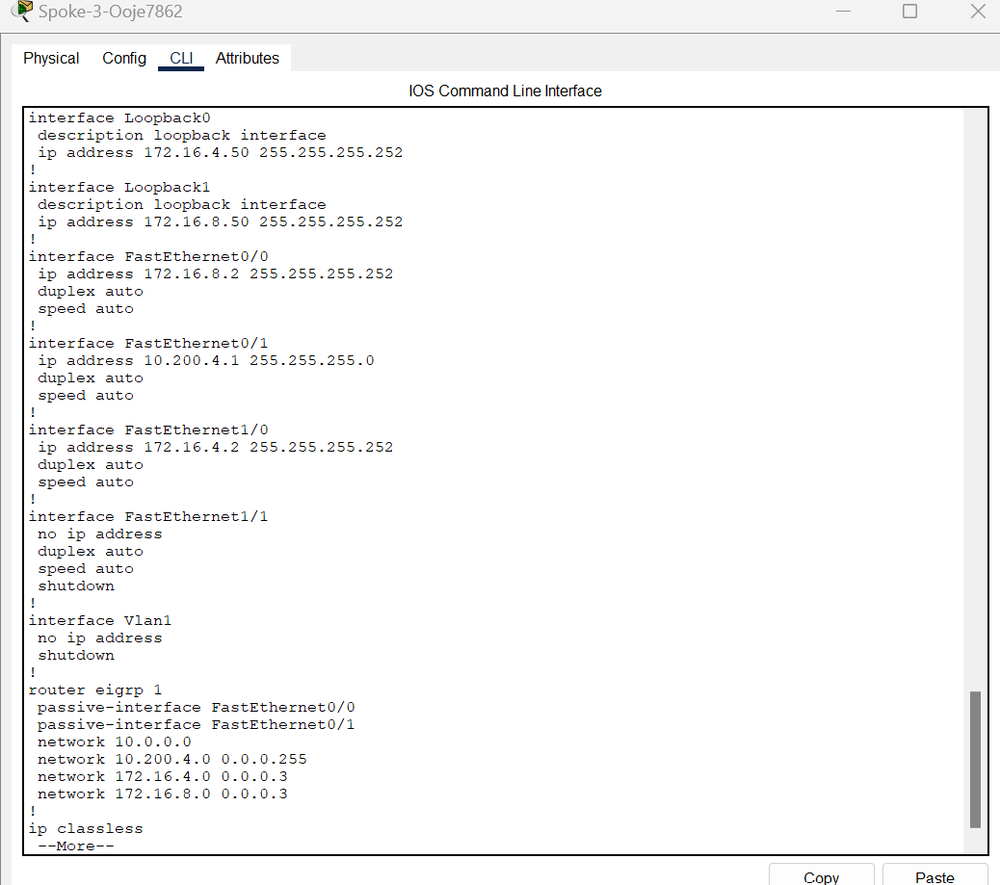 Spoke-3-Ooje7862
Physical Config CLI Attributes
IOS Command Line Interface
interface Loopback0
 description loopback interface
 ip address 172.16.4.50 255.255.255.252
!
interface Loopback1
 description loopback interface
 ip address 172.16.8.50 255.255.255.252
!
interface FastEthernet0/0
 ip address 172.16.8.2 255.255.255.252
 duplex auto
 speed auto
!
interface FastEthernet0/1
 ip address 10.200.4.1 255.255.255.0
 duplex auto
 speed auto
!
interface FastEthernet1/0
 ip address 172.16.4.2 255.255.255.252
 duplex auto
 speed auto
!
interface FastEthernet1/1
 no ip address
 duplex auto
 speed auto
 shutdown
!
interface Vlan1
 no ip address
 shutdown
!
router eigrp 1
 passive-interface FastEthernet0/0
 passive-interface FastEthernet0/1
 network 10.0.0.0
 network 10.200.4.0 0.0.0.255
 network 172.16.4.0 0.0.0.3
 network 172.16.8.0 0.0.0.3
!
ip classless
 --More--
Copy Paste